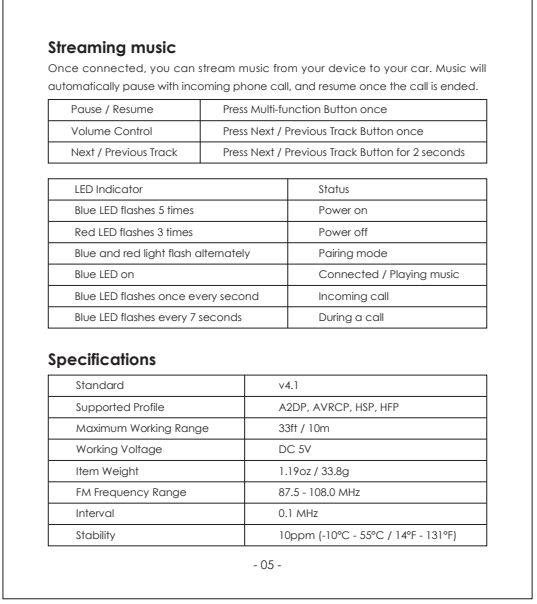 Streaming music
Once connected, you can stream music from your device to your car. Music will
automatically pause with incoming phone call, and resume once the call is ended.
Pause / Resume Press Multi-function Button once
Volume Control Press Next / Previous Track Button once
Next / Previous Track Press Next / Previous Track Button for 2 seconds
LED Indicator Status
Blue LED flashes 5 times Power on
Red LED flashes 3 times Power off
Blue and red light flash alternately Pairing mode
Blue LED on Connected / Playing music
Blue LED flashes once every second Incoming call
Blue LED flashes every 7 seconds During a call
Specifications
Standard v4.1
Supported Profile A2DP, AVRCP, HSP, HFP
Maximum Working Range 33ft / 10m
Working Voltage DC 5V
Item Weight 1.19oz / 33.8g
FM Frequency Range 87.5 - 108.0 MHz
Interval 0.1 MHz
Stability 10ppm (-10°C - 55°C / 14°F - 131°F)
- 05 -